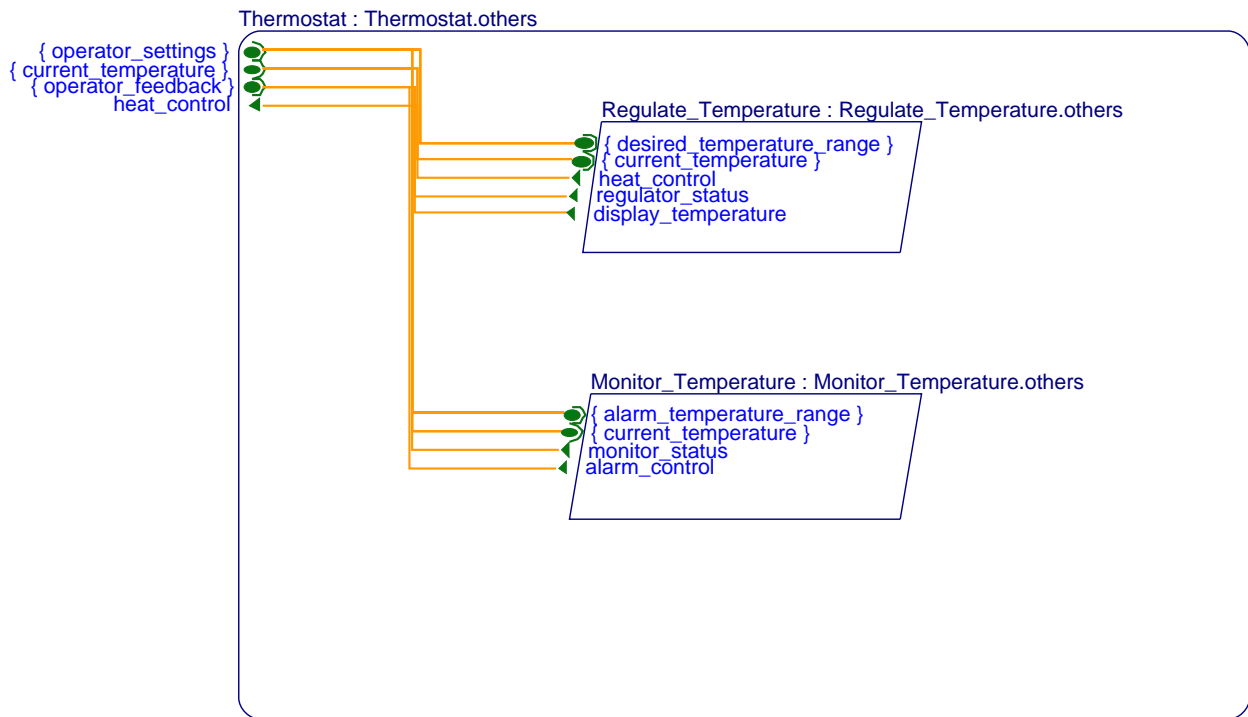 Thermostat : Thermostat.others
{ operator_settings }
{ current_temperature }
{ operator_feedback }
heat_control
Regulate_Temperature : Regulate_Temperature.others
{ desired_temperature_range }
{ current_temperature }
heat_control
regulator_status
display_temperature
Monitor_Temperature : Monitor_Temperature.others
{ alarm_temperature_range }
{ current_temperature }
monitor_status
alarm_control